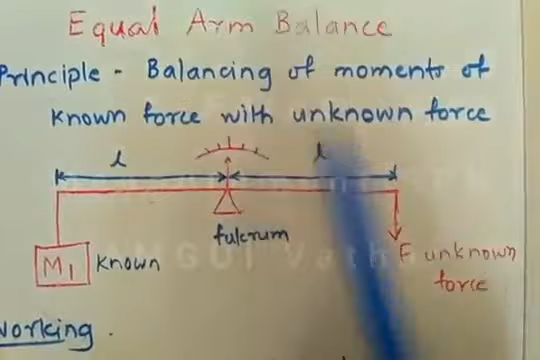 Equal Arm Balance
Principle - Balancing of moments of
known force with unknown force
l
l
fulcrum
M1 known
F unknown
force
Working.